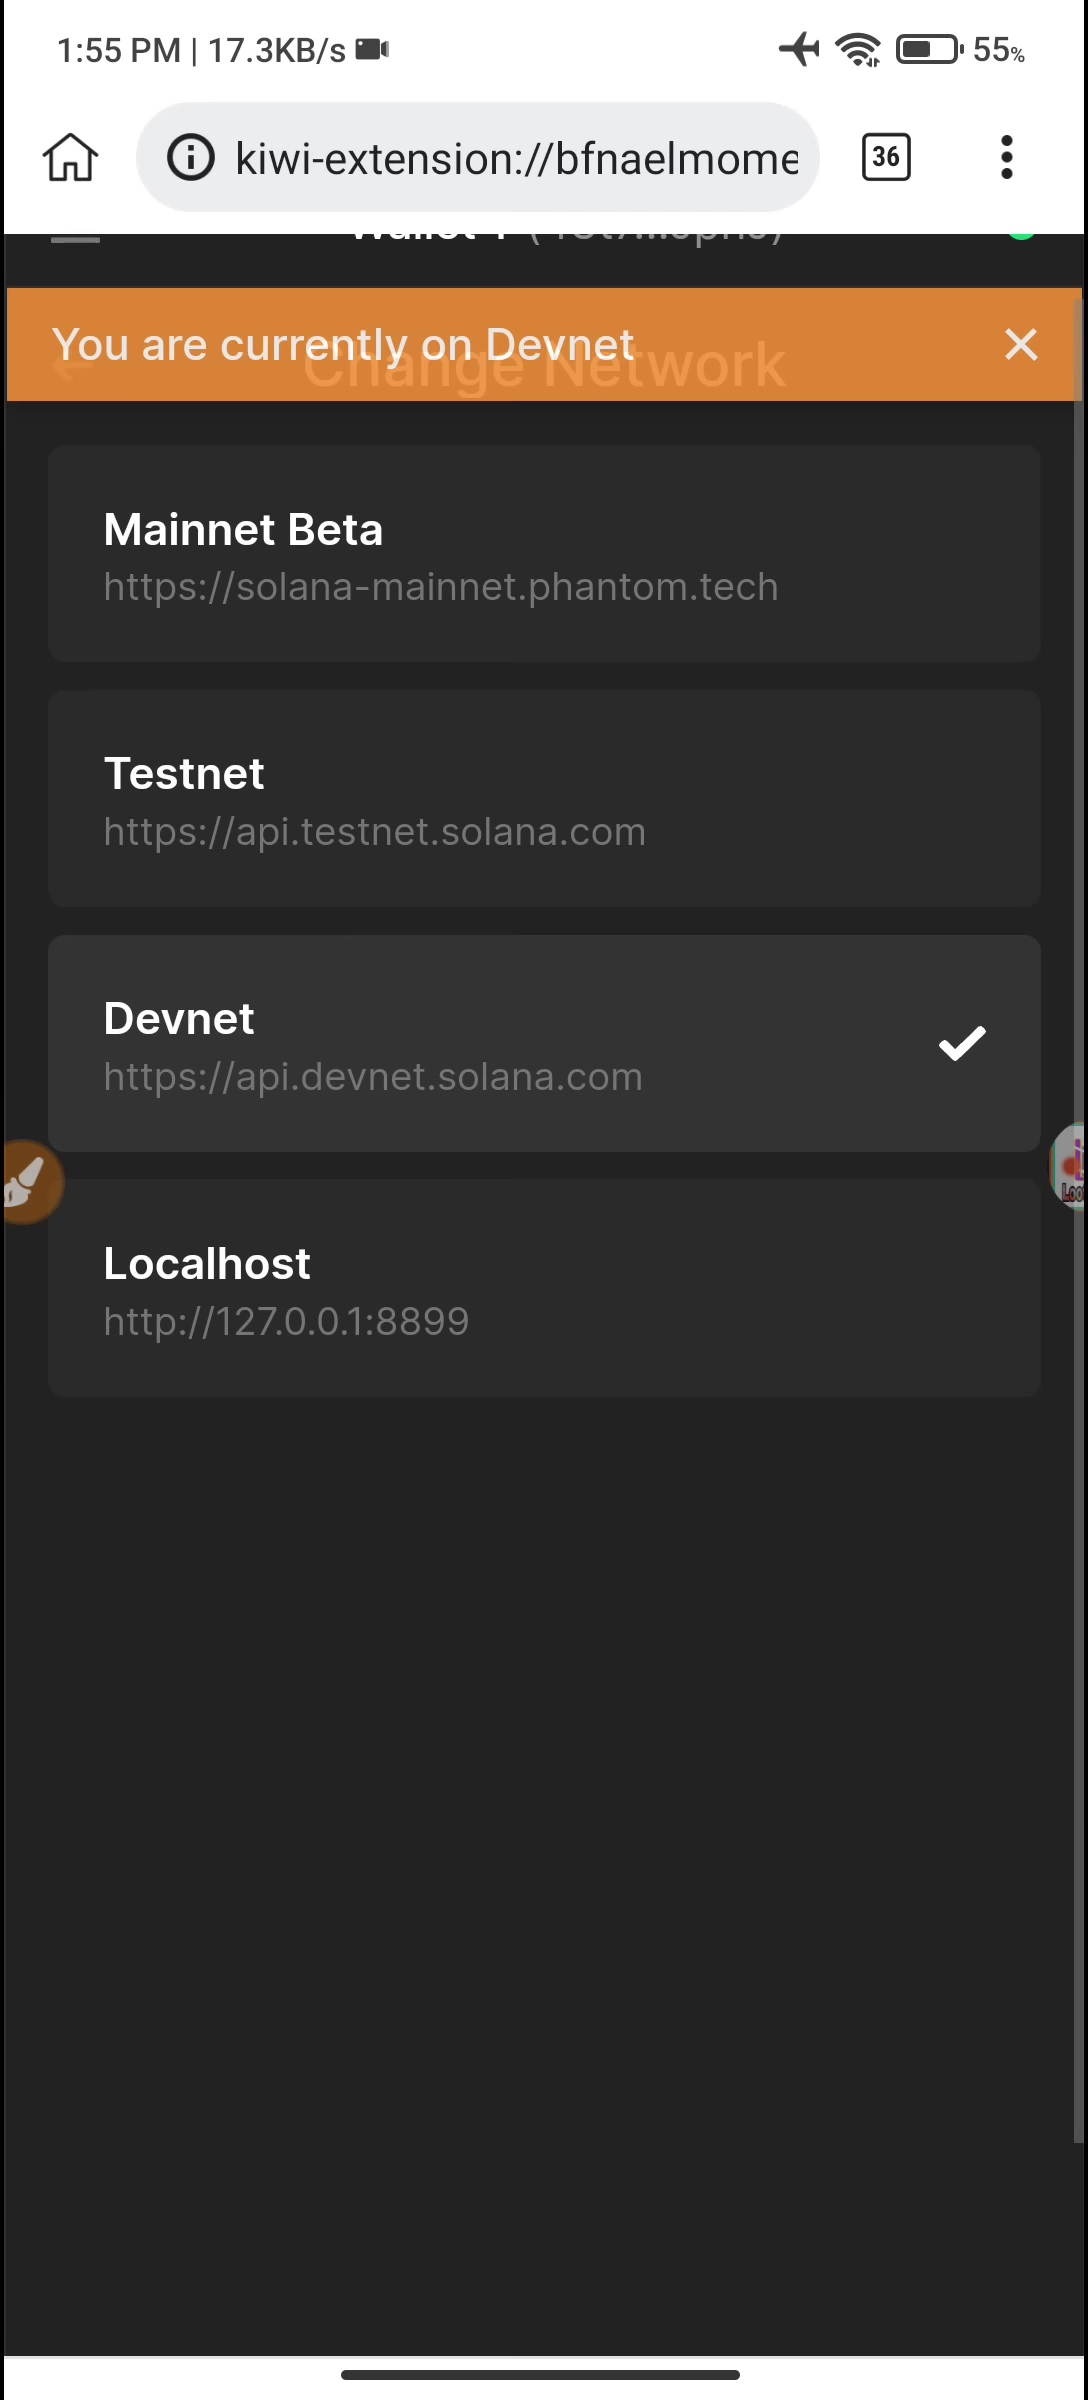 1:55 PM | 17.3KB/s
55%
kiwi-extension://bfnaelmome
36
You are currently on Devnet
Change Network
Mainnet Beta
https://solana-mainnet.phantom.tech
Testnet
https://api.testnet.solana.com
Devnet
https://api.devnet.solana.com
Localhost
http://127.0.0.1:8899